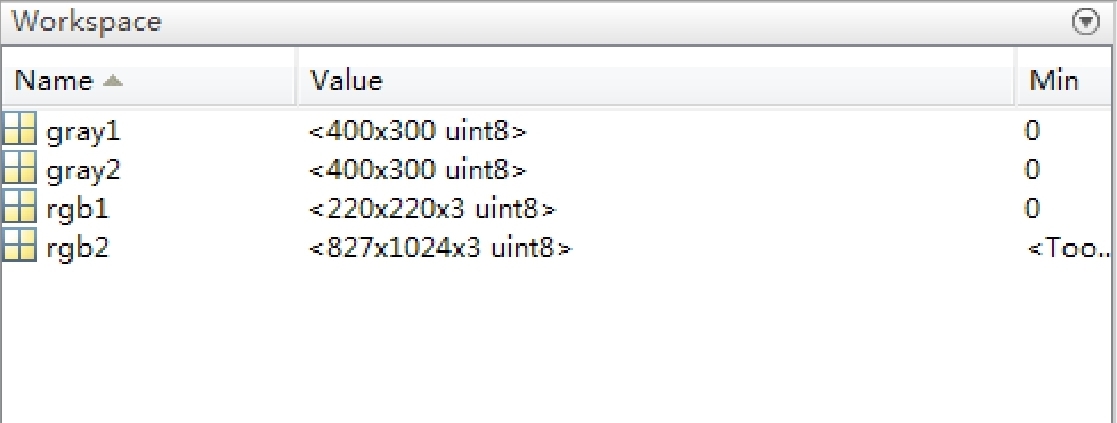 Workspace
Name Value Min
gray1 <400x300 uint8> 0
gray2 <400x300 uint8> 0
rgb1 <220x220x3 uint8> 0
rgb2 <827x1024x3 uint8> <Too..